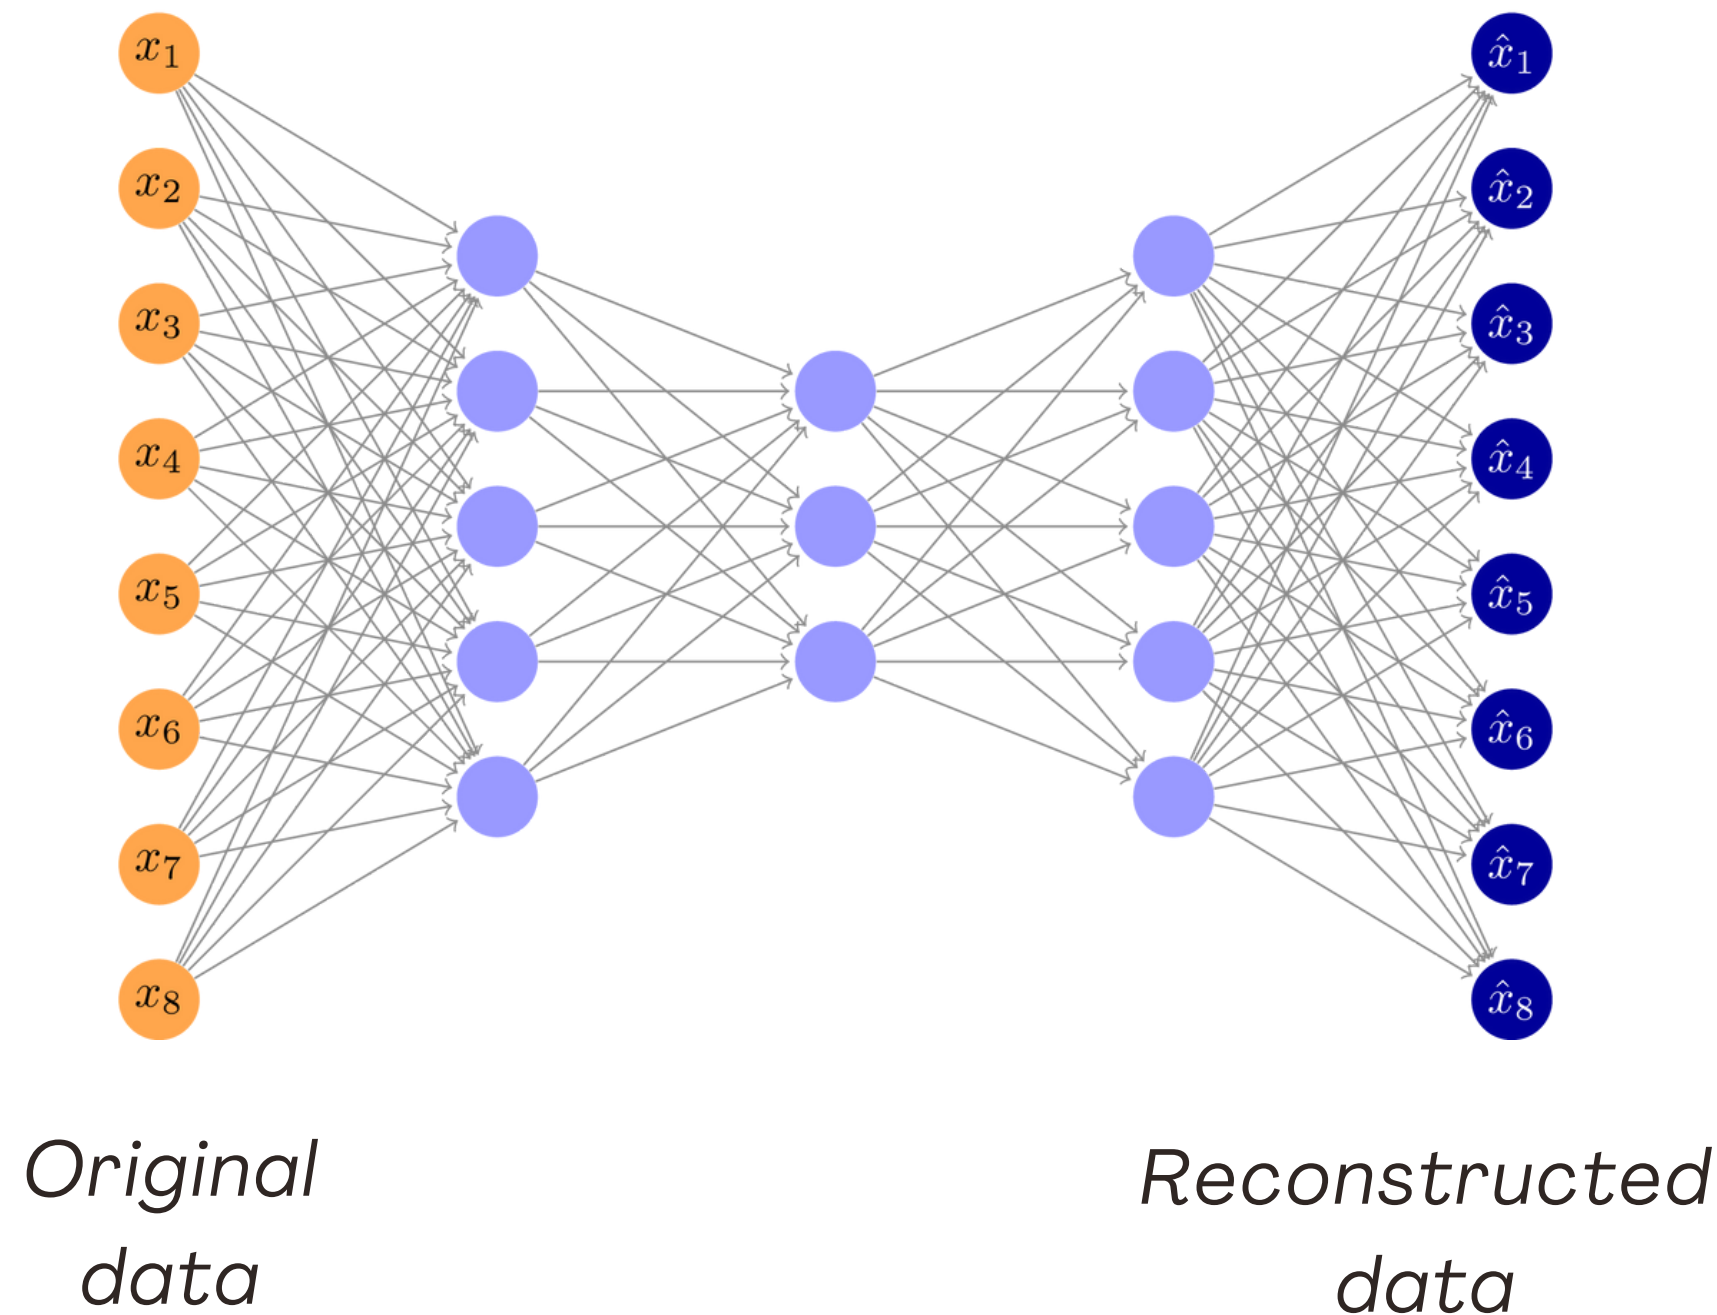 x₁
x₂
x₃
x₄
x₅
x₆
x₇
x₈
x̂₁
x̂₂
x̂₃
x̂₄
x̂₅
x̂₆
x̂₇
x̂₈
Original
data
Reconstructed
data